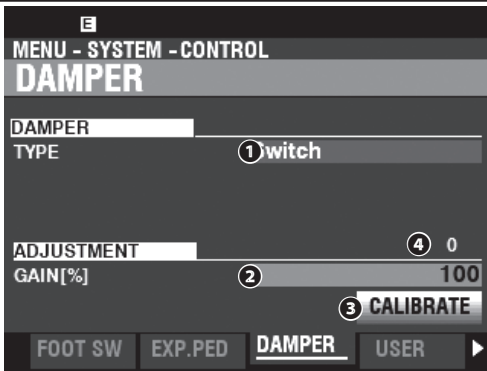 E
MENU - SYSTEM - CONTROL
DAMPER
DAMPER
TYPE 1 Switch
4 0
ADJUSTMENT
GAIN[%] 2 100
3 CALIBRATE
FOOT SW EXP.PED DAMPER USER